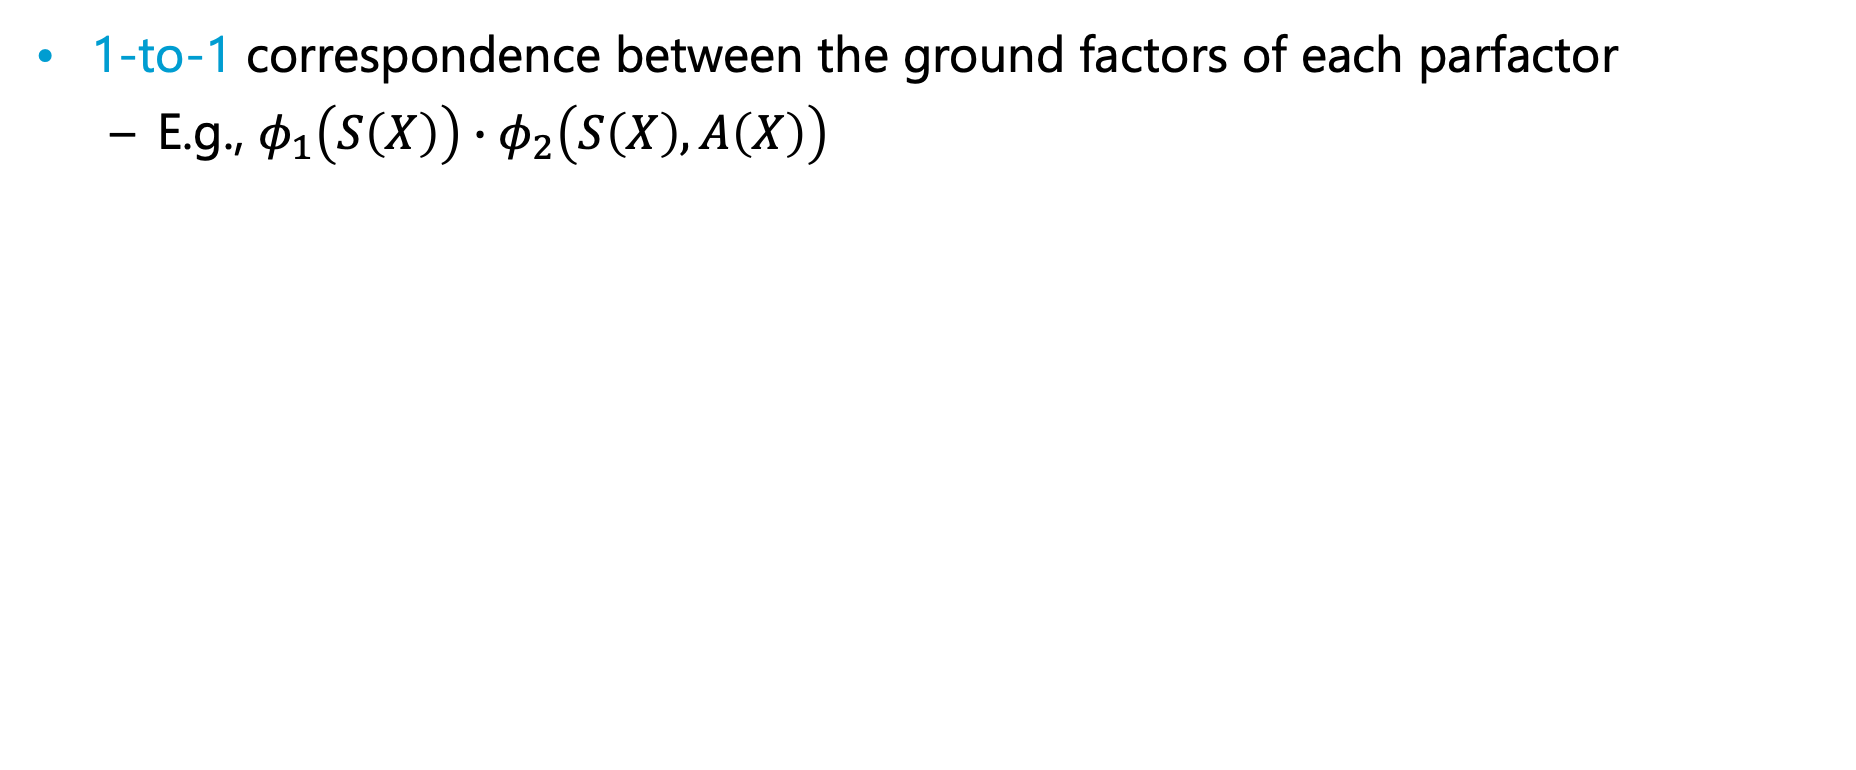 • 1-to-1 correspondence between the ground factors of each parfactor
– E.g., 𝜙₁(𝑆(𝑋)) · 𝜙₂(𝑆(𝑋), 𝐴(𝑋))